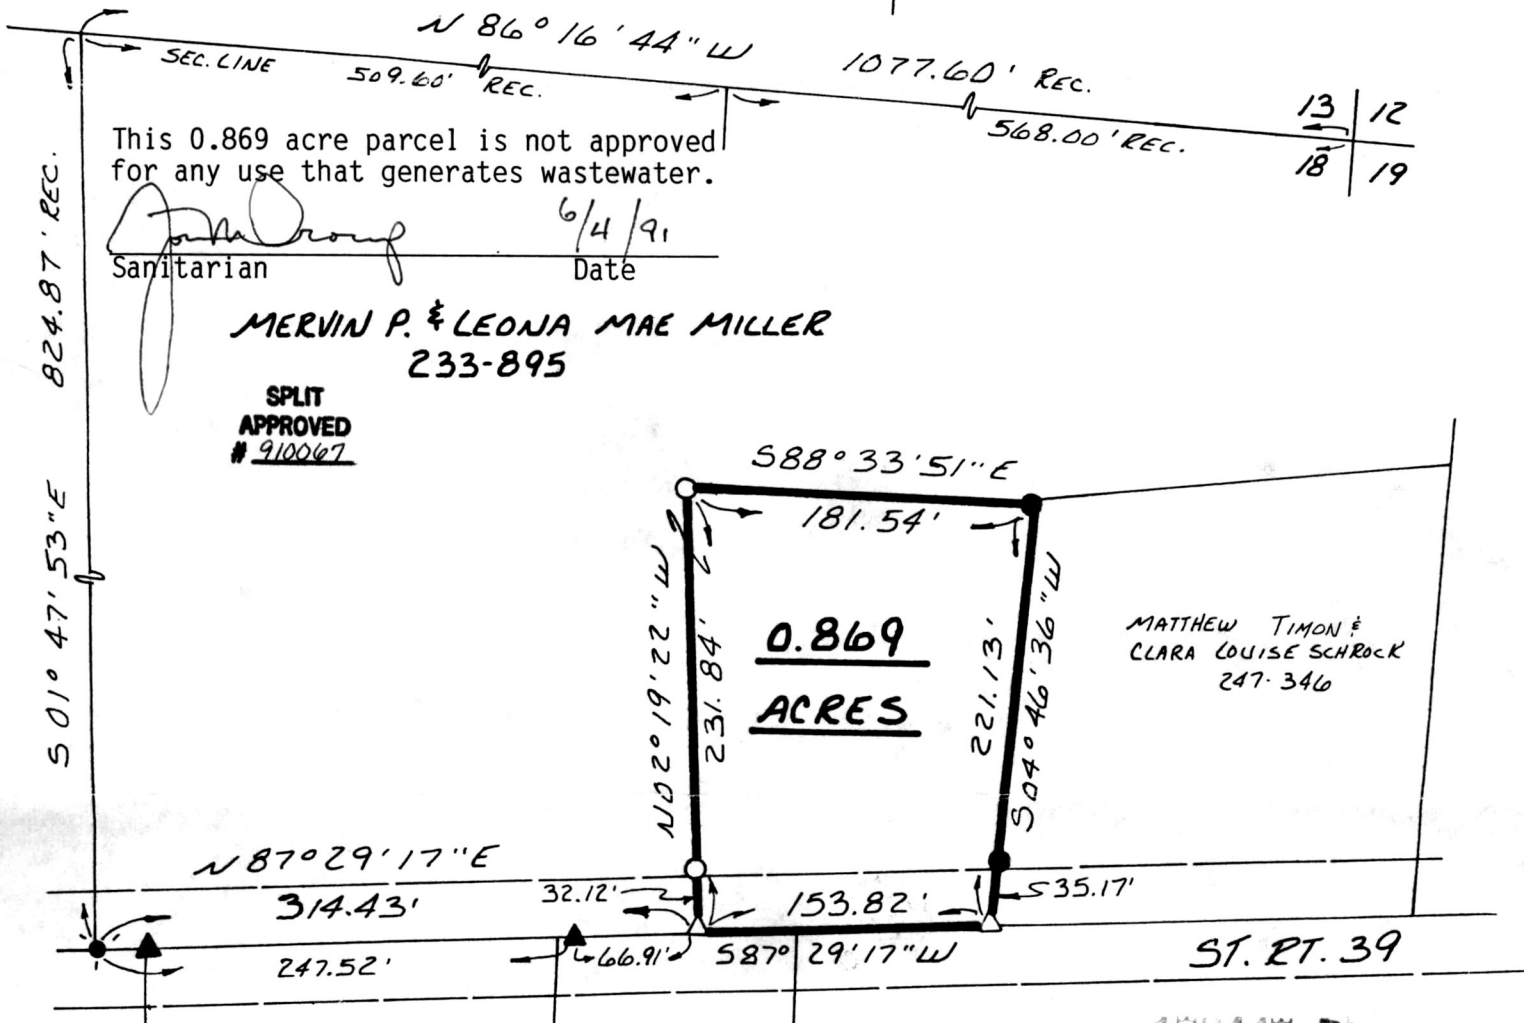 N 86° 16' 44" W
1077.60' REC.
SEC. LINE
509.60' REC.
568.00' REC.
13 12
18 19
This 0.869 acre parcel is not approved
for any use that generates wastewater.
6/4/91
Sanitarian Date
824.87' REC.
S 01° 47' 53" E
MERVIN P. & LEONA MAE MILLER
233-895
SPLIT
APPROVED
# 910067
S88° 33' 51" E
181.54'
N02° 19' 22" W
231.84'
0.869
ACRES
221.13'
S04° 46' 36" W
MATTHEW TIMON &
CLARA LOUISE SCHROCK
247-346
N 87° 29' 17" E
314.43'
32.12'
153.82'
35.17'
247.52'
66.91'
S87° 29' 17" W
ST. RT. 39